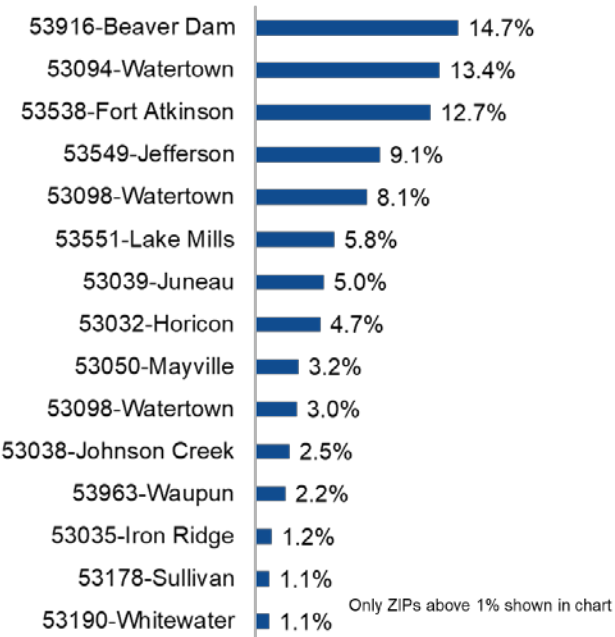 53916-Beaver Dam 14.7%
53094-Watertown 13.4%
53538-Fort Atkinson 12.7%
53549-Jefferson 9.1%
53098-Watertown 8.1%
53551-Lake Mills 5.8%
53039-Juneau 5.0%
53032-Horicon 4.7%
53050-Mayville 3.2%
53098-Watertown 3.0%
53038-Johnson Creek 2.5%
53963-Waupun 2.2%
53035-Iron Ridge 1.2%
53178-Sullivan 1.1%
Only ZIPs above 1% shown in chart
53190-Whitewater 1.1%